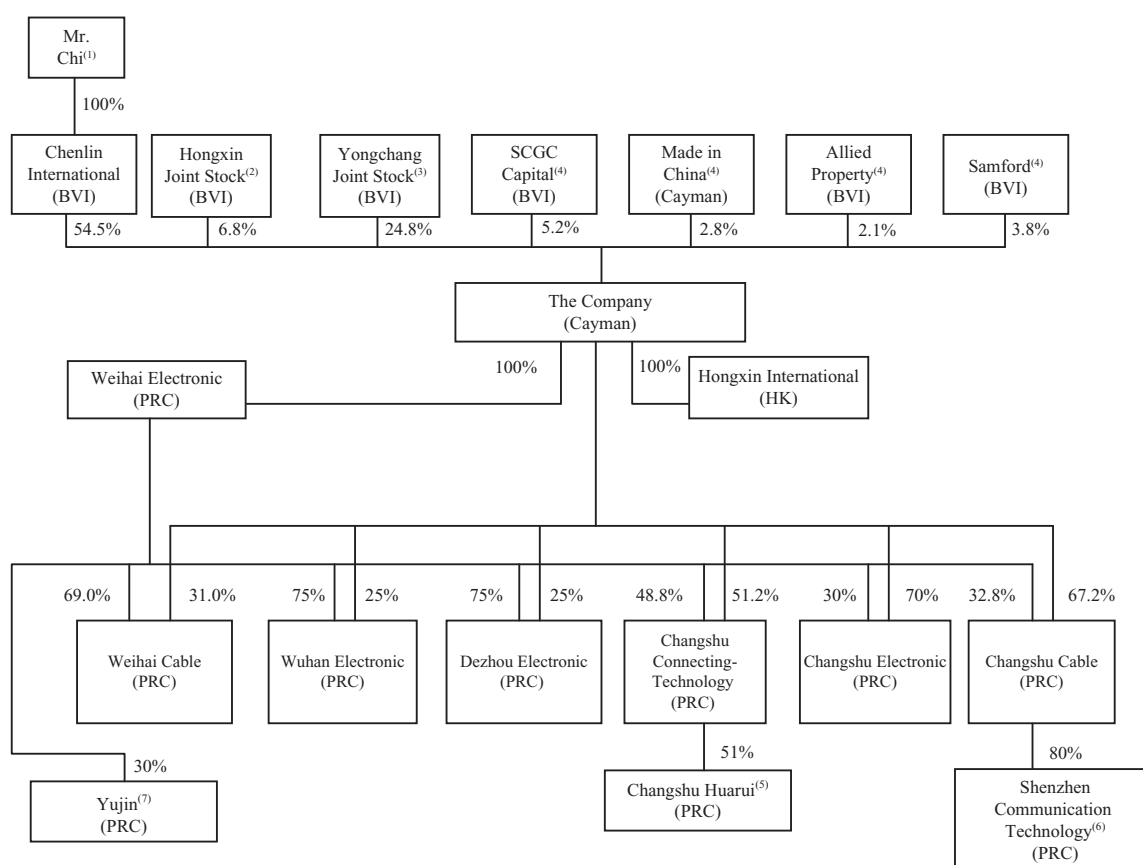 Mr.
Chi(1)
100%
Chenlin
International
(BVI)
Hongxin
Joint Stock(2)
(BVI)
Yongchang
Joint Stock(3)
(BVI)
SCGC
Capital(4)
(BVI)
Made in
China(4)
(Cayman)
Allied
Property(4)
(BVI)
Samford(4)
(BVI)
54.5%
6.8%
24.8%
5.2%
2.8%
2.1%
3.8%
The Company
(Cayman)
100%
100%
Weihai Electronic
(PRC)
Hongxin International
(HK)
69.0%
31.0%
75%
25%
75%
25%
48.8%
51.2%
30%
70%
32.8%
67.2%
Weihai Cable
(PRC)
Wuhan Electronic
(PRC)
Dezhou Electronic
(PRC)
Changshu
Connecting-
Technology
(PRC)
Changshu Electronic
(PRC)
Changshu Cable
(PRC)
30%
51%
80%
Yujin(7)
(PRC)
Changshu Huarui(5)
(PRC)
Shenzhen
Communication
Technology(6)
(PRC)